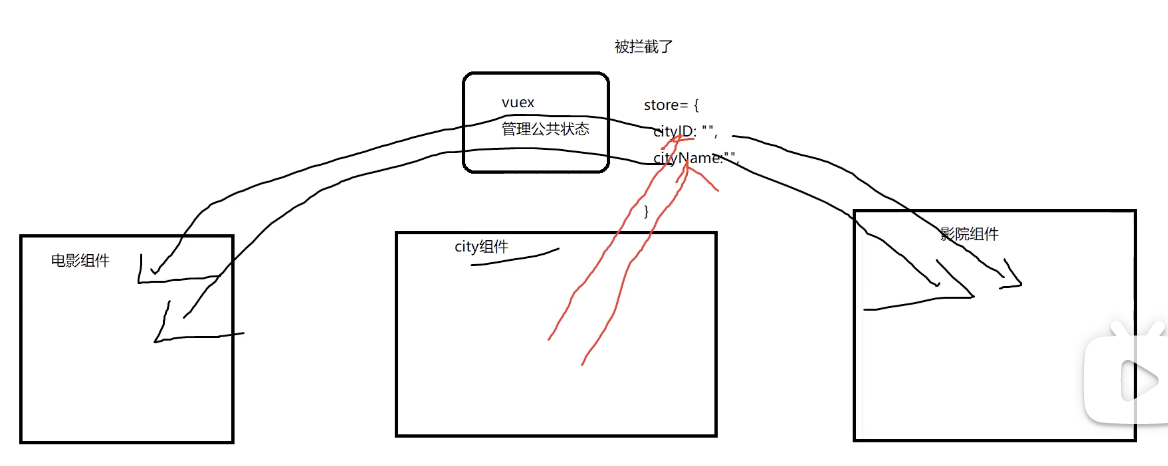 被拦截了
vuex
管理公共状态
store= {
cityID: "",
cityName:"",
}
电影组件
city组件
影院组件